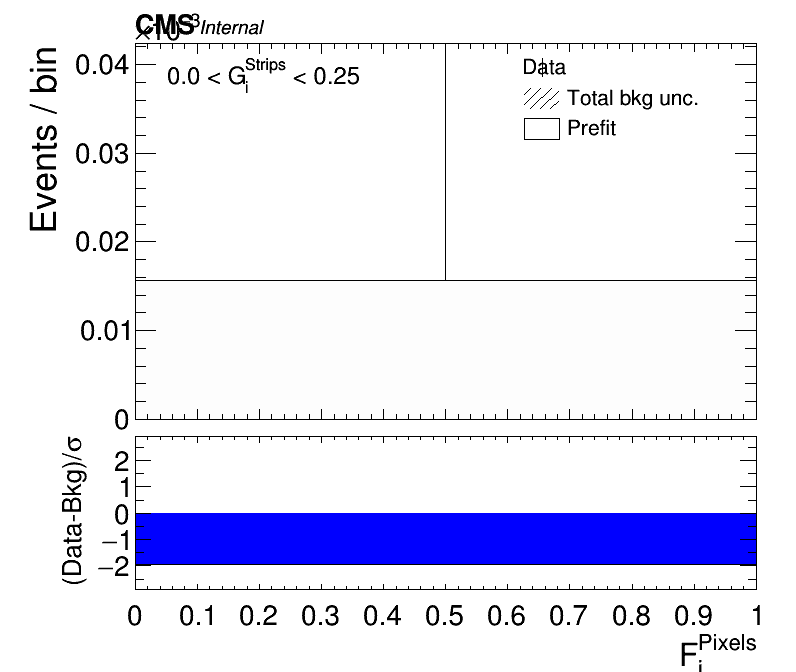 CMS Internal
×10⁻³
0.0 < G_i^Strips < 0.25
Data
Total bkg unc.
Prefit
Events / bin
0.04
0.03
0.02
0.01
0
(Data-Bkg)/σ
2
1
0
−1
−2
0 0.1 0.2 0.3 0.4 0.5 0.6 0.7 0.8 0.9 1
F_i^Pixels